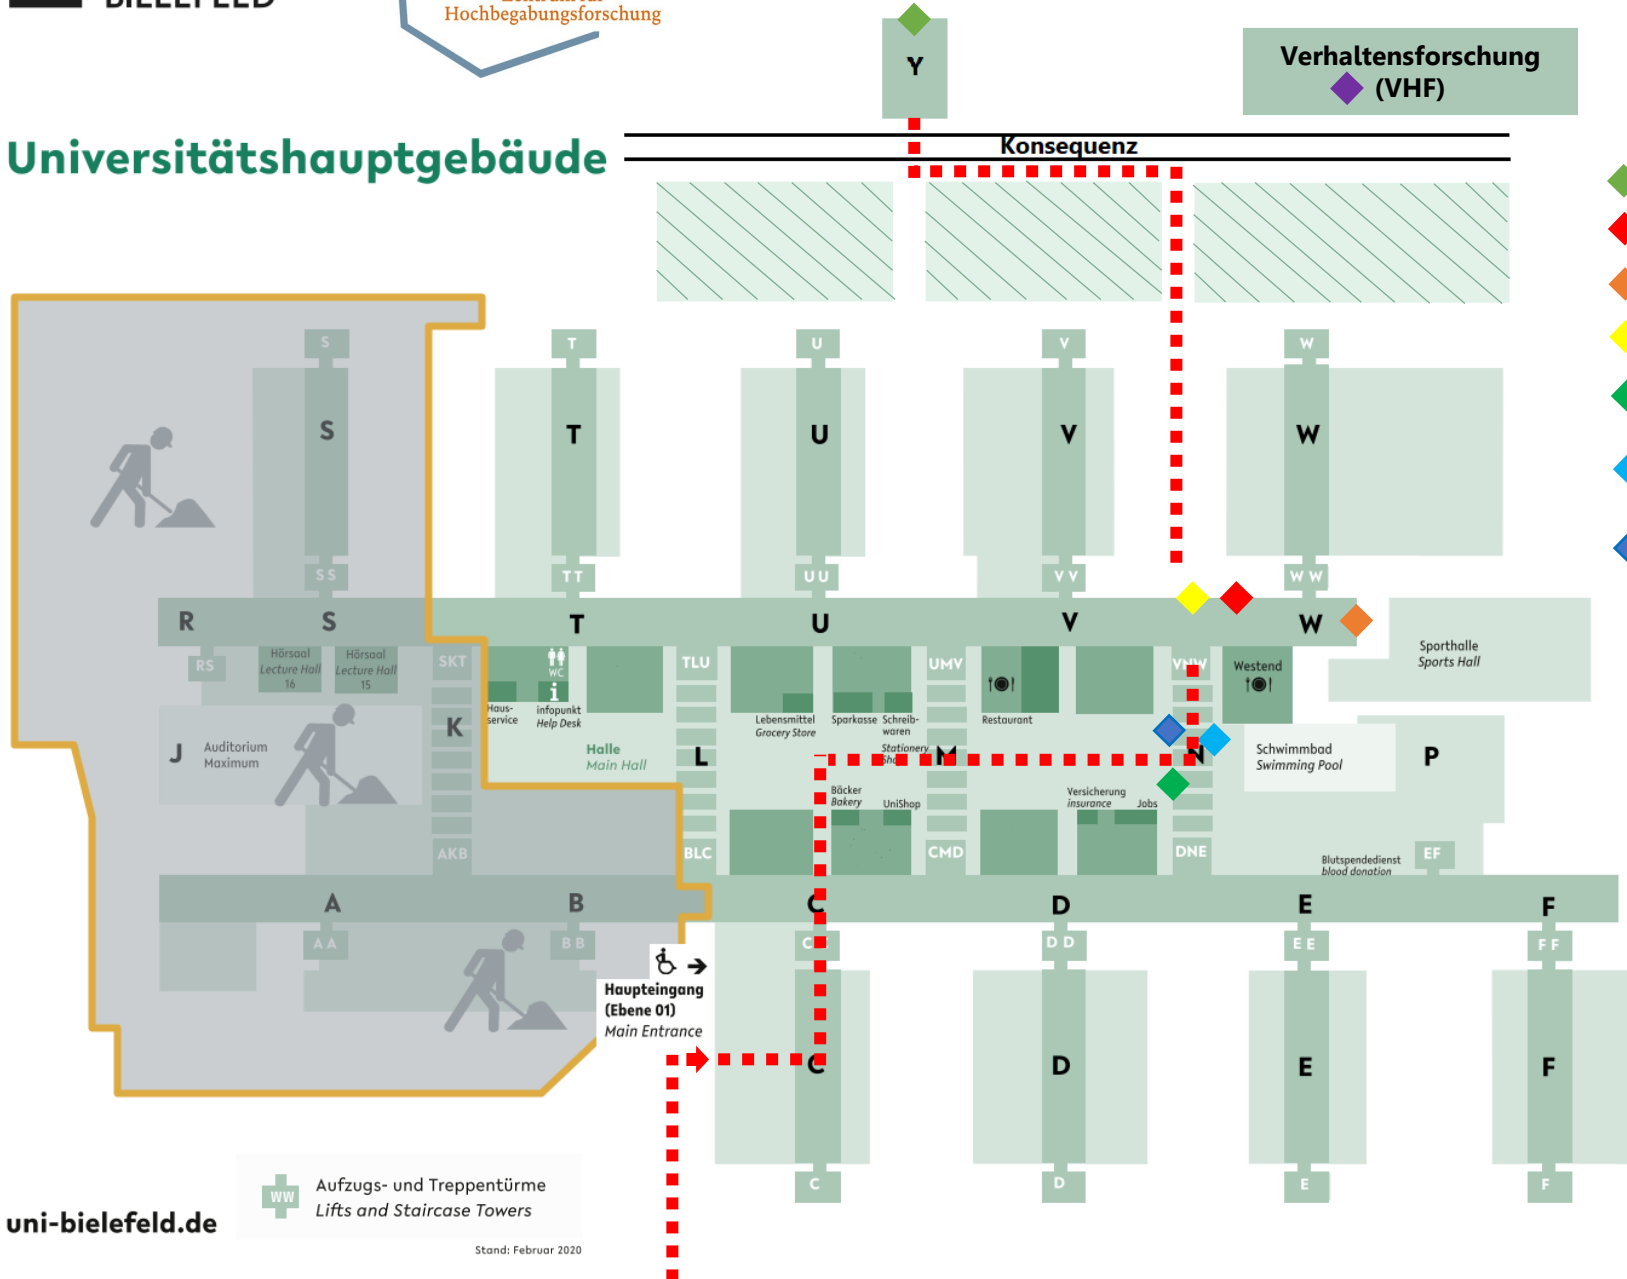 BIELEFELD
Zentrum für
Hochbegabungsforschung
Y
Verhaltensforschung
(VHF)
Universitätshauptgebäude
Konsequenz
S
T
U
V
W
S
T
U
V
W
SS
TT
UU
VV
WW
R
S
T
U
V
W
RS
Hörsaal
Lecture Hall
16
Hörsaal
Lecture Hall
15
SKT
WC
TLU
UMV
VNW
Westend
Sporthalle
Sports Hall
Haus-
service
infopunkt
Help Desk
Lebensmittel
Grocery Store
Sparkasse
Schreib-
waren
Stationery
Restaurant
J
Auditorium
Maximum
K
Halle
Main Hall
L
M
N
Schwimmbad
Swimming Pool
P
Bäcker
Bakery
UniShop
Versicherung
insurance
Jobs
AKB
BLC
CMD
DNE
Blutspendedienst
blood donation
EF
A
B
C
D
E
F
AA
BB
DD
EE
FF
Haupteingang
(Ebene 01)
Main Entrance
C
D
E
F
C
D
E
F
WW
Aufzugs- und Treppentürme
Lifts and Staircase Towers
uni-bielefeld.de
Stand: Februar 2020